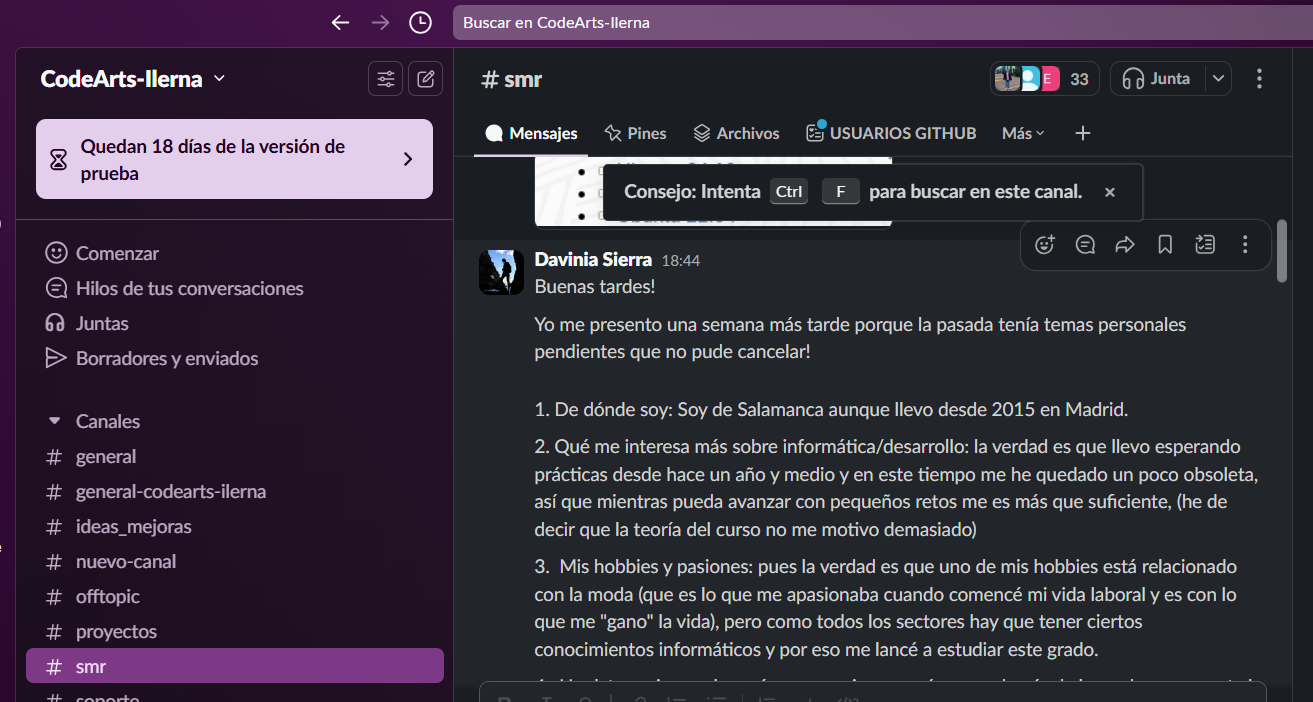 Buscar en CodeArts-Ilerna
CodeArts-Ilerna
# smr
E
33
Junta
Quedan 18 días de la versión de
prueba
Mensajes
Pines
Archivos
USUARIOS GITHUB
Más
Consejo: Intenta Ctrl F para buscar en este canal.
Comenzar
Hilos de tus conversaciones
Juntas
Borradores y enviados
Canales
# general
# general-codearts-ilerna
# ideas_mejoras
# nuevo-canal
# offtopic
# proyectos
# smr
Davinia Sierra 18:44
Buenas tardes!
Yo me presento una semana más tarde porque la pasada tenía temas personales
pendientes que no pude cancelar!
1. De dónde soy: Soy de Salamanca aunque llevo desde 2015 en Madrid.
2. Qué me interesa más sobre informática/desarrollo: la verdad es que llevo esperando
prácticas desde hace un año y medio y en este tiempo me he quedado un poco obsoleta,
así que mientras pueda avanzar con pequeños retos me es más que suficiente, (he de
decir que la teoría del curso no me motivo demasiado)
3. Mis hobbies y pasiones: pues la verdad es que uno de mis hobbies está relacionado
con la moda (que es lo que me apasionaba cuando comencé mi vida laboral y es con lo
que me "gano" la vida), pero como todos los sectores hay que tener ciertos
conocimientos informáticos y por eso me lancé a estudiar este grado.